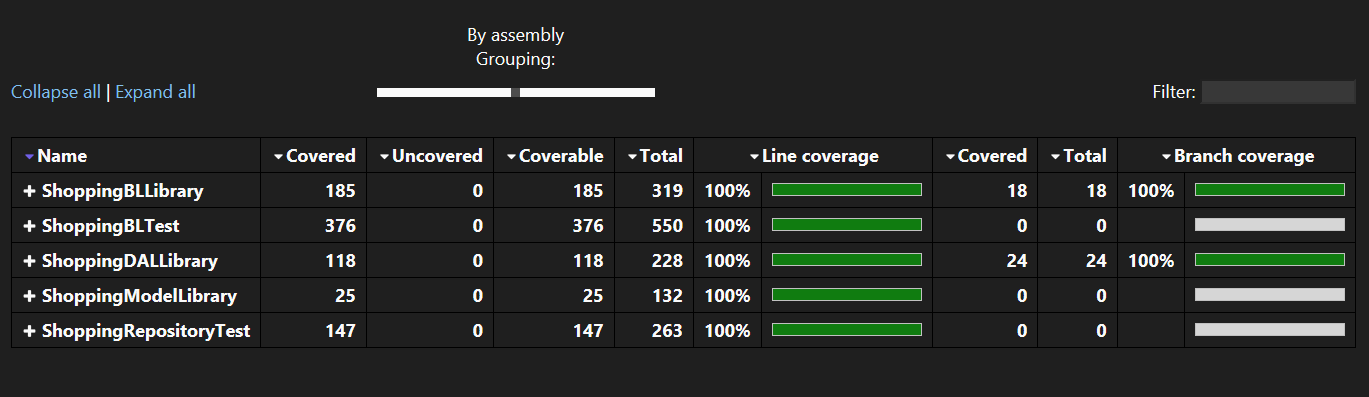 By assembly
Grouping:
Collapse all | Expand all
Filter:
Name Covered Uncovered Coverable Total Line coverage Covered Total Branch coverage
ShoppingBLLibrary 185 0 185 319 100% 18 18 100%
ShoppingBLTest 376 0 376 550 100% 0 0
ShoppingDALLibrary 118 0 118 228 100% 24 24 100%
ShoppingModelLibrary 25 0 25 132 100% 0 0
ShoppingRepositoryTest 147 0 147 263 100% 0 0